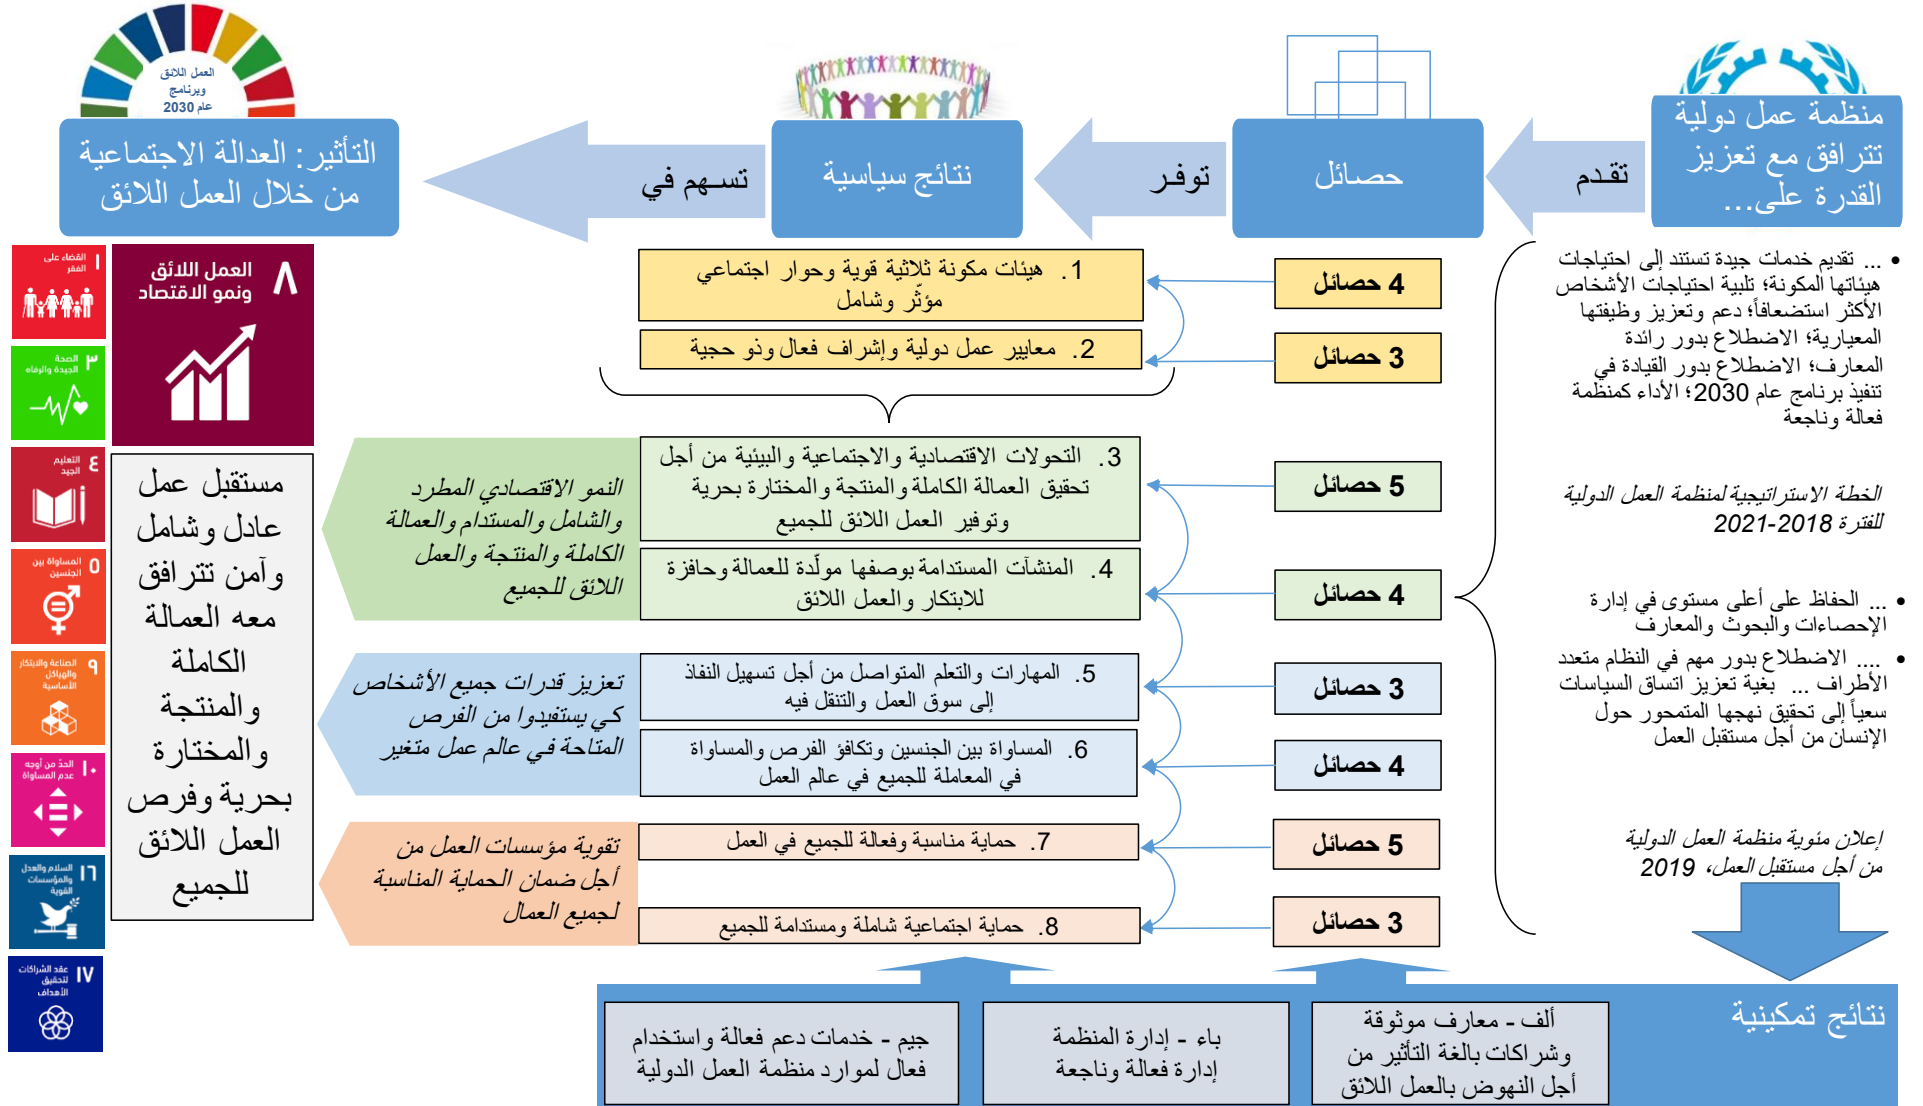 منظمة عمل دولية
تترافق مع تعزيز
القدرة على...
تقـدم
حصائل
توفـر
نتائج سياسية
تســهم في
التأثير: العدالة الاجتماعية
من خلال العمل اللائق
العمل اللائق
وبرنامج
عام 2030
• ... تقديم خدمات جيدة تستند إلى احتياجات
هيئاتها المكونة؛ تلبية احتياجات الأشخاص
الأكثر استضعافاً؛ دعم وتعزيز وظيفتها
المعيارية؛ الاضطلاع بدور رائدة
المعارف؛ الاضطلاع بدور القيادة في
تنفيذ برنامج عام 2030؛ الأداء كمنظمة
فعالة وناجعة
الخطة الاستراتيجية لمنظمة العمل الدولية
للفترة 2018-2021
• ... الحفاظ على أعلى مستوى في إدارة
الإحصاءات والبحوث والمعارف
• .... الاضطلاع بدور مهم في النظام متعدد
الأطراف ... بغية تعزيز اتساق السياسات
سعياً إلى تحقيق نهجها المتمحور حول
الإنسان من أجل مستقبل العمل
إعلان مئوية منظمة العمل الدولية
من أجل مستقبل العمل، 2019
4 حصائل
3 حصائل
5 حصائل
4 حصائل
3 حصائل
4 حصائل
5 حصائل
3 حصائل
1. هيئات مكونة ثلاثية قوية وحوار اجتماعي
مؤثّر وشامل
2. معايير عمل دولية وإشراف فعال وذو حجية
3. التحولات الاقتصادية والاجتماعية والبيئية من أجل
تحقيق العمالة الكاملة والمنتجة والمختارة بحرية
وتوفير العمل اللائق للجميع
4. المنشآت المستدامة بوصفها مولّدة للعمالة وحافزة
للابتكار والعمل اللائق
5. المهارات والتعلم المتواصل من أجل تسهيل النفاذ
إلى سوق العمل والتنقل فيه
6. المساواة بين الجنسين وتكافؤ الفرص والمساواة
في المعاملة للجميع في عالم العمل
7. حماية مناسبة وفعالة للجميع في العمل
8. حماية اجتماعية شاملة ومستدامة للجميع
النمو الاقتصادي المطرد
والشامل والمستدام والعمالة
الكاملة والمنتجة والعمل
اللائق للجميع
تعزيز قدرات جميع الأشخاص
كي يستفيدوا من الفرص
المتاحة في عالم عمل متغير
تقوية مؤسسات العمل من
أجل ضمان الحماية المناسبة
لجميع العمال
٨ العمل اللائق
ونمو الاقتصاد
مستقبل عمل
عادل وشامل
وآمن تترافق
معه العمالة
الكاملة
والمنتجة
والمختارة
بحرية وفرص
العمل اللائق
للجميع
١ القضاء على
الفقر
٣ الصحة
الجيدة والرفاه
٤ التعليم
الجيد
٥ المساواة بين
الجنسين
٩ الصناعة والابتكار
والهياكل
الأساسية
١٠ الحدّ من أوجه
عدم المساواة
١٦ السلام والعدل
والمؤسسات
القوية
١٧ عقد الشراكات
لتحقيق
الأهداف
نتائج تمكينية
ألف - معارف موثوقة
وشراكات بالغة التأثير من
أجل النهوض بالعمل اللائق
باء - إدارة المنظمة
إدارة فعالة وناجعة
جيم - خدمات دعم فعالة واستخدام
فعال لموارد منظمة العمل الدولية